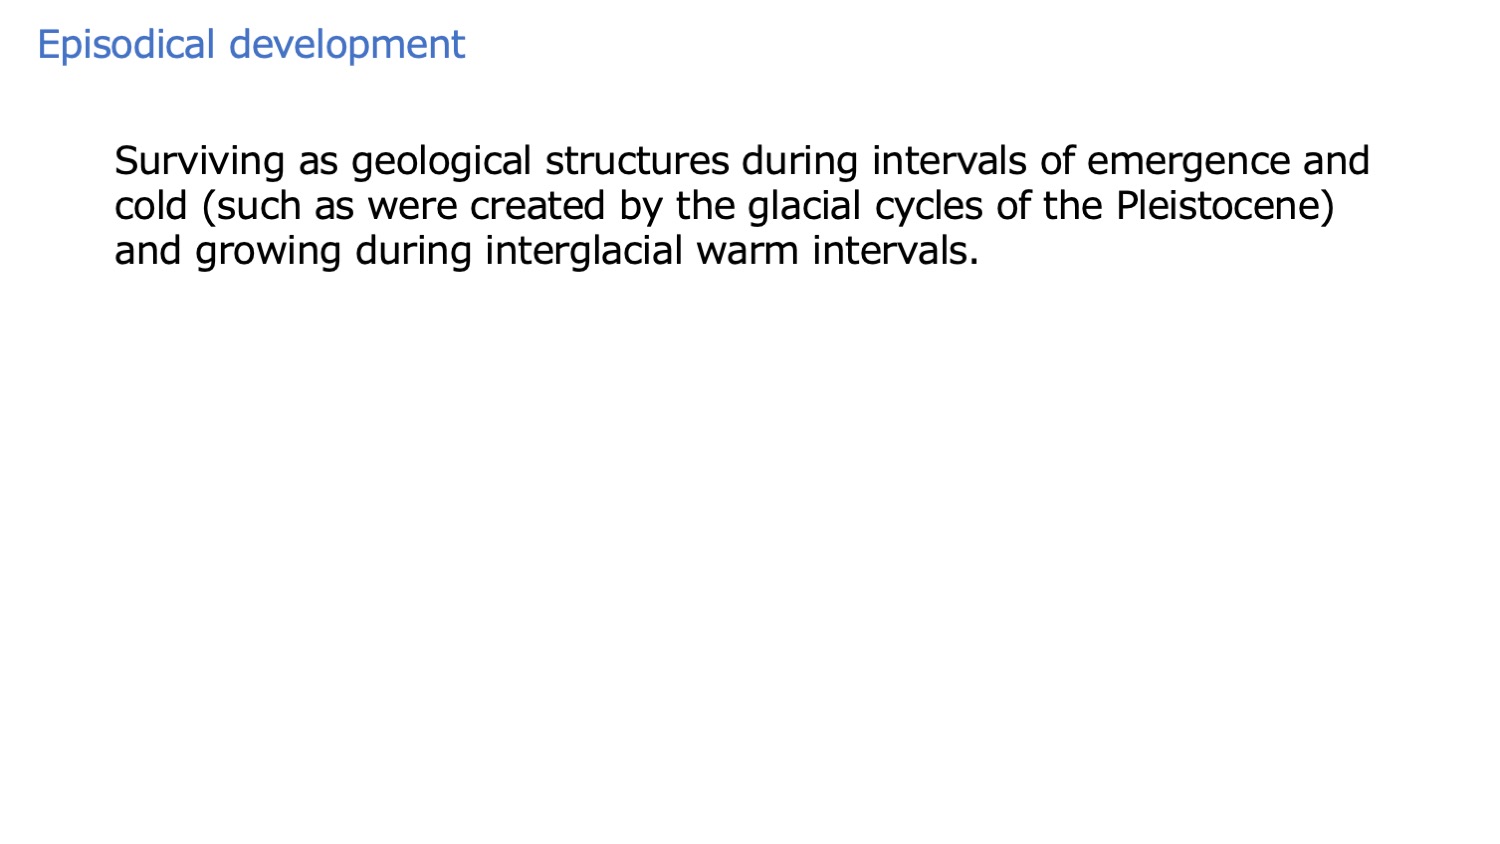 Episodical development
Surviving as geological structures during intervals of emergence and
cold (such as were created by the glacial cycles of the Pleistocene)
and growing during interglacial warm intervals.